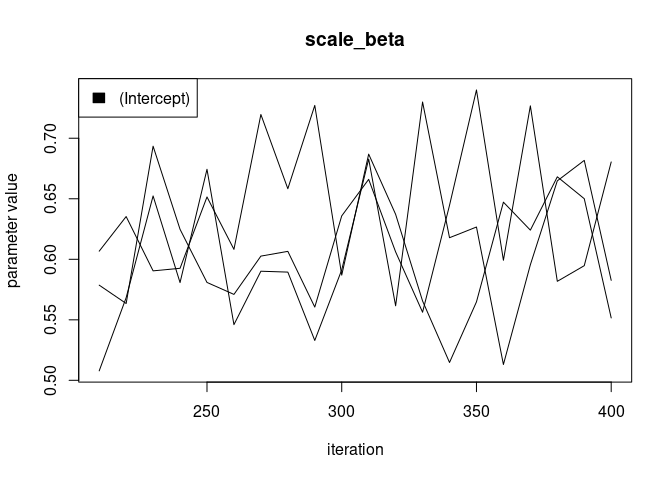 scale_beta
(Intercept)
parameter value
0.70
0.65
0.60
0.55
0.50
250 300 350 400
iteration